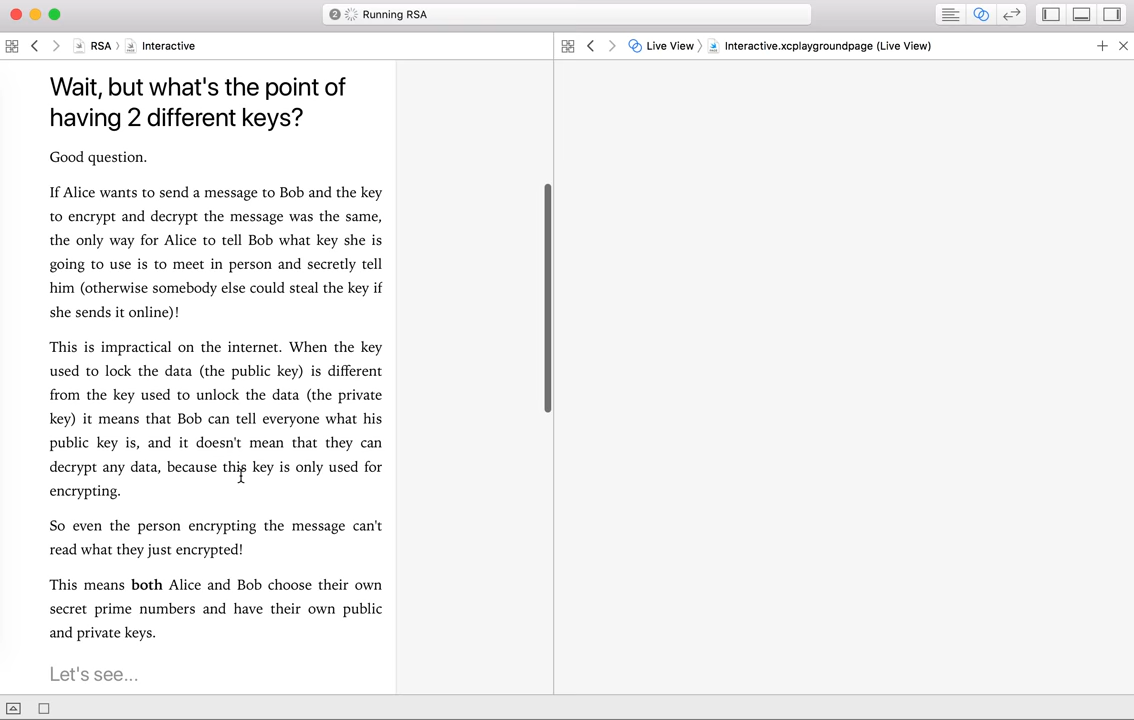 2 Running RSA
RSA Interactive
Live View Interactive.xcplaygroundpage (Live View)
Wait, but what's the point of
having 2 different keys?
Good question.
If Alice wants to send a message to Bob and the key
to encrypt and decrypt the message was the same,
the only way for Alice to tell Bob what key she is
going to use is to meet in person and secretly tell
him (otherwise somebody else could steal the key if
she sends it online)!
This is impractical on the internet. When the key
used to lock the data (the public key) is different
from the key used to unlock the data (the private
key) it means that Bob can tell everyone what his
public key is, and it doesn't mean that they can
decrypt any data, because this key is only used for
encrypting.
So even the person encrypting the message can't
read what they just encrypted!
This means both Alice and Bob choose their own
secret prime numbers and have their own public
and private keys.
Let's see...